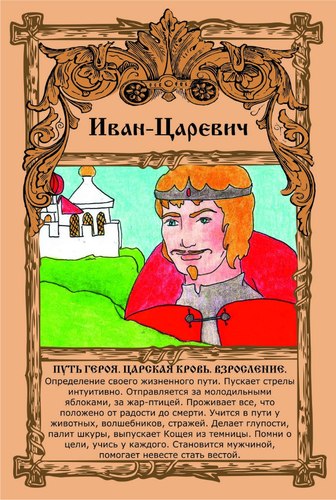 Иван-Царевич
ПУТЬ ГЕРОЯ. ЦАРСКАЯ КРОВЬ. ВЗРОСЛЕНИЕ.
Определение своего жизненного пути. Пускает стрелы
интуитивно. Отправляется за молодильными
яблоками, за жар-птицей. Проживает все, что
положено от радости до смерти. Учится в пути у
животных, волшебников, стражей. Делает глупости,
палит шкуры, выпускает Кощея из темницы. Помни о
цели, учись у каждого. Становится мужчиной,
помогает невесте стать вестой.